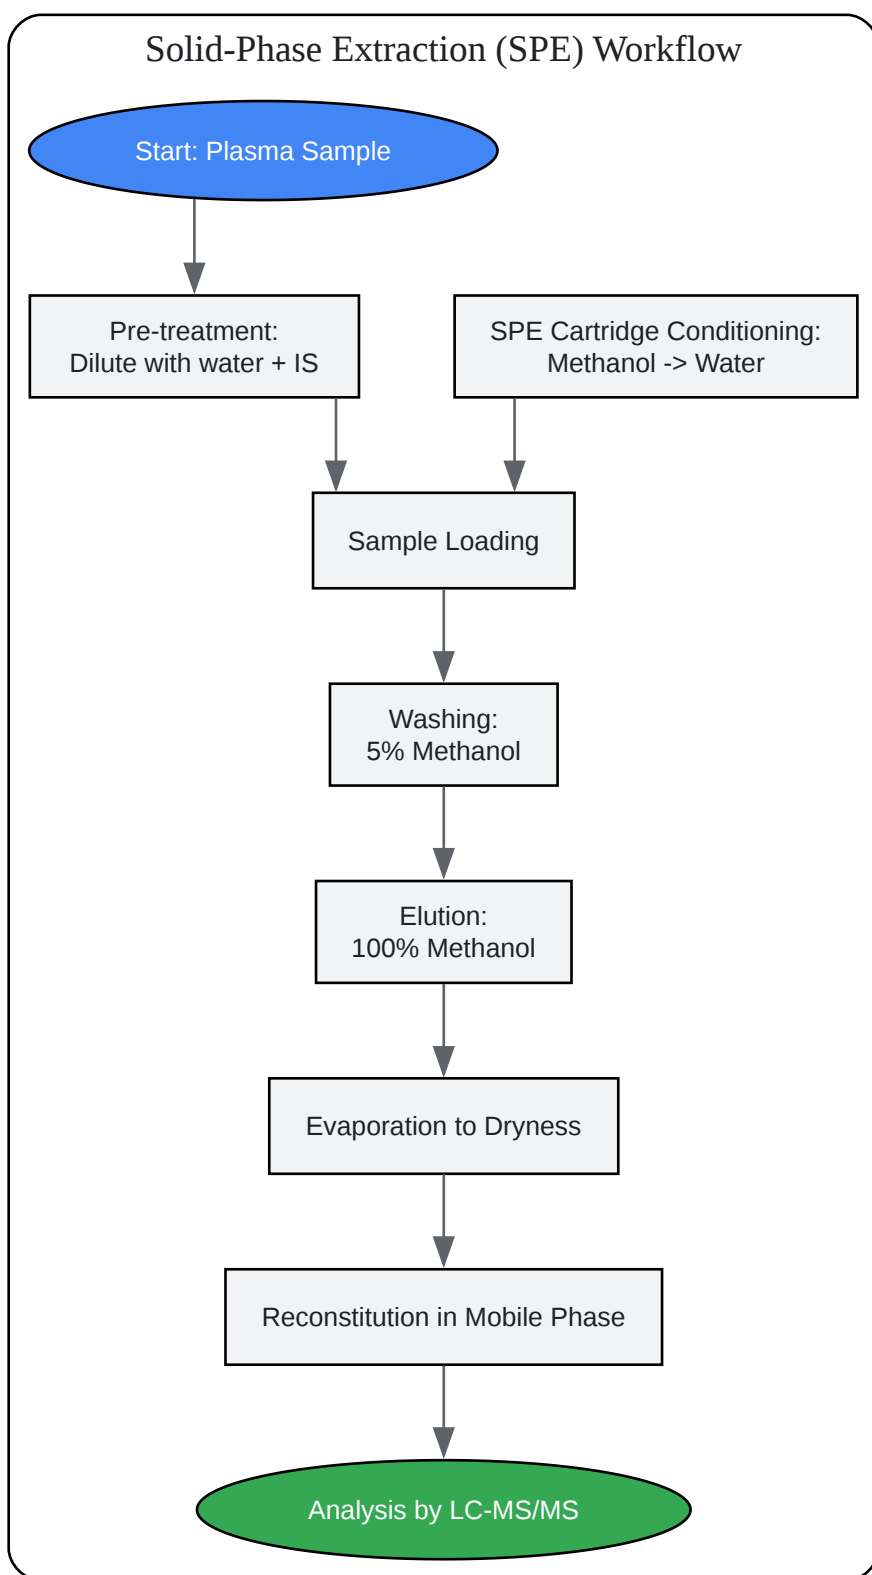 Solid-Phase Extraction (SPE) Workflow
Start: Plasma Sample
Pre-treatment:
Dilute with water + IS
SPE Cartridge Conditioning:
Methanol -> Water
Sample Loading
Washing:
5% Methanol
Elution:
100% Methanol
Evaporation to Dryness
Reconstitution in Mobile Phase
Analysis by LC-MS/MS